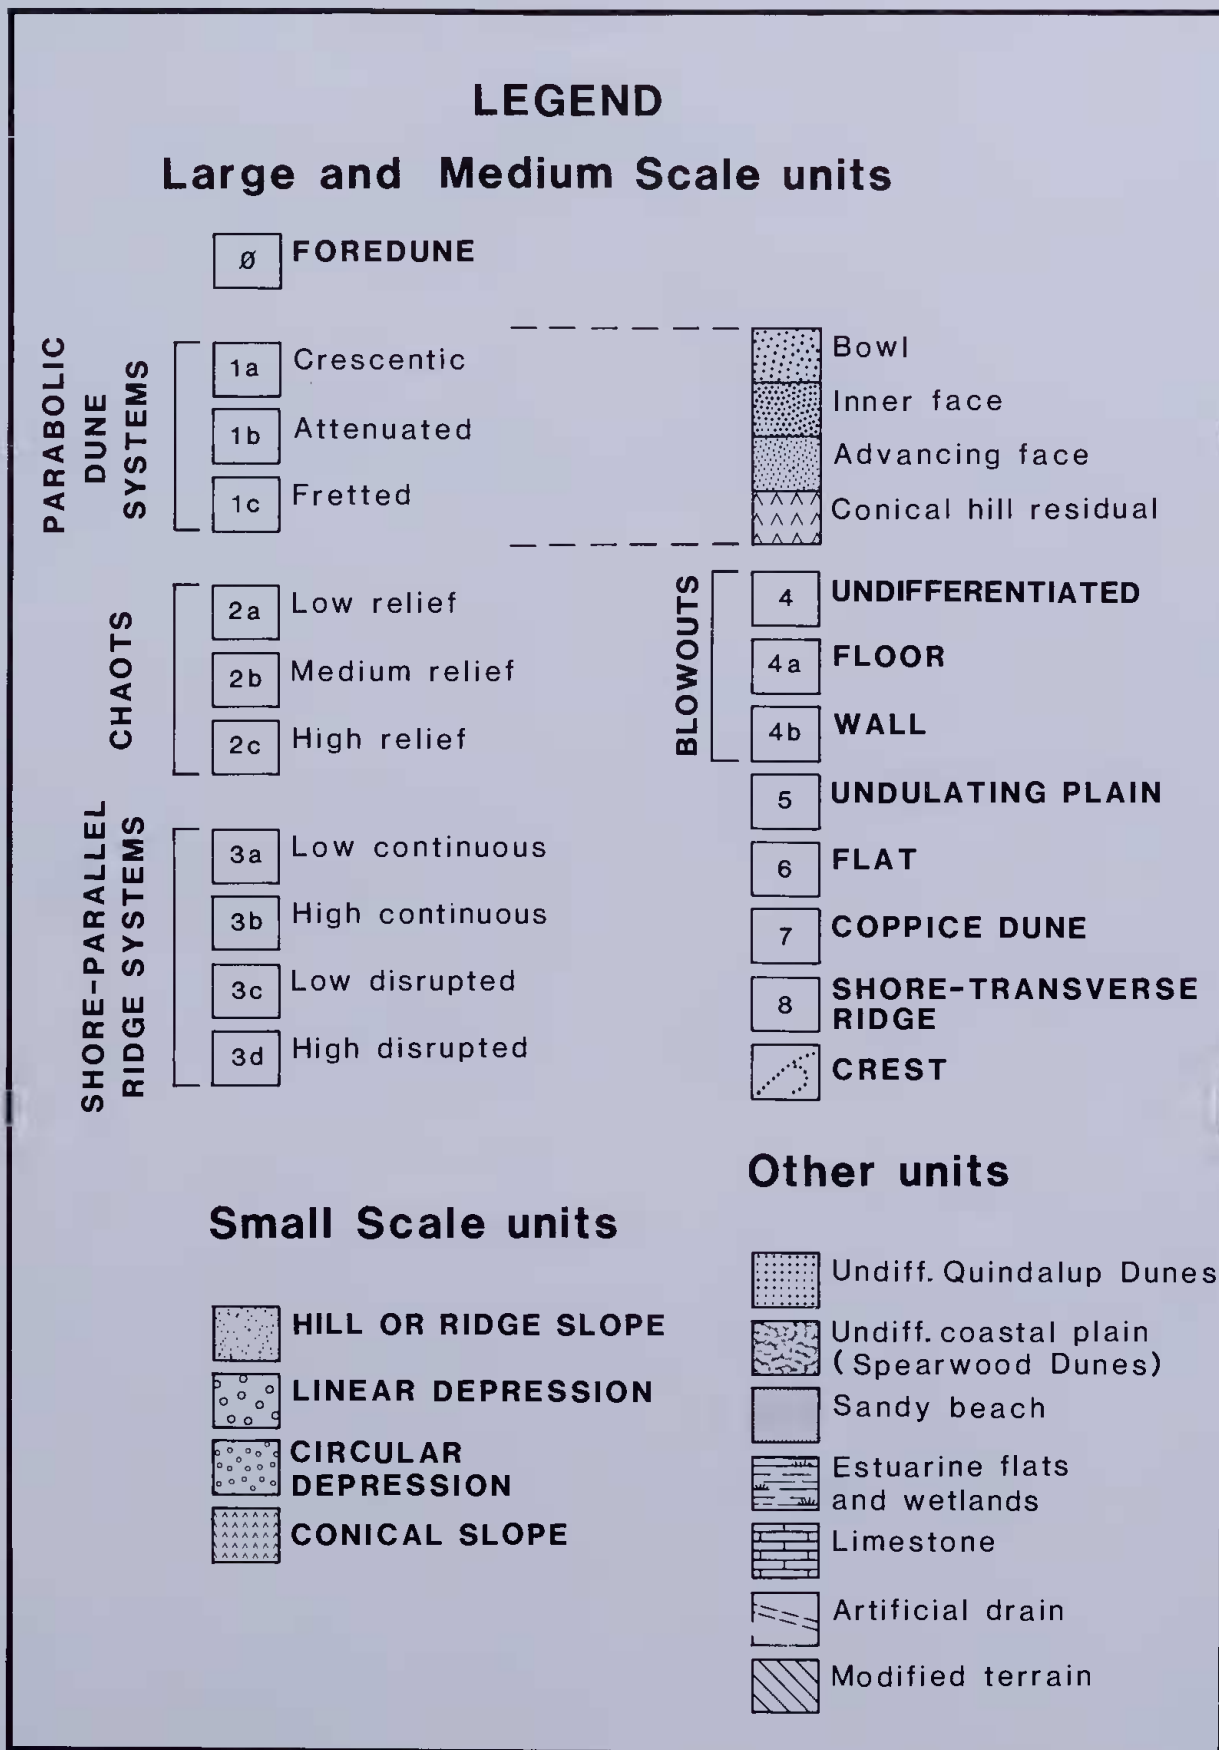 LEGEND
Large and Medium Scale units
Ø FOREDUNE
PARABOLIC
DUNE
SYSTEMS
1a Crescentic
1b Attenuated
1c Fretted
Bowl
Inner face
Advancing face
Conical hill residual
CHAOTS
2a Low relief
2b Medium relief
2c High relief
SHORE-PARALLEL
RIDGE SYSTEMS
3a Low continuous
3b High continuous
3c Low disrupted
3d High disrupted
BLOWOUTS
4 UNDIFFERENTIATED
4a FLOOR
4b WALL
5 UNDULATING PLAIN
6 FLAT
7 COPPICE DUNE
8 SHORE-TRANSVERSE
RIDGE
CREST
Small Scale units
HILL OR RIDGE SLOPE
LINEAR DEPRESSION
CIRCULAR
DEPRESSION
CONICAL SLOPE
Other units
Undiff. Quindalup Dunes
Undiff. coastal plain
(Spearwood Dunes)
Sandy beach
Estuarine flats
and wetlands
Limestone
Artificial drain
Modified terrain